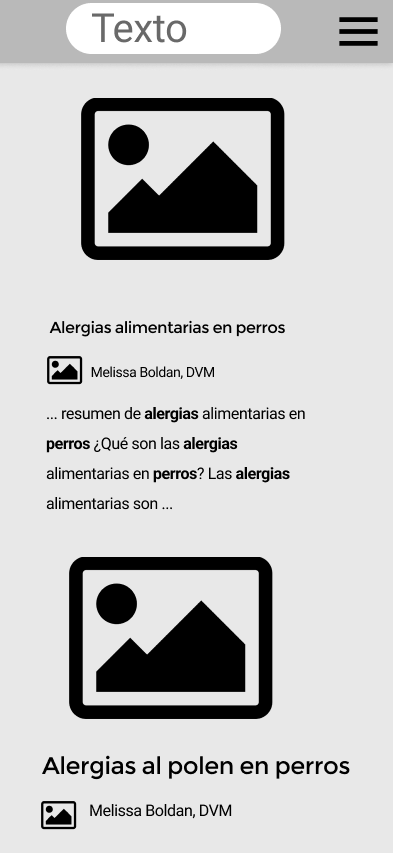 Texto
Alergias alimentarias en perros
Melissa Boldan, DVM
... resumen de alergias alimentarias en
perros ¿Qué son las alergias
alimentarias en perros? Las alergias
alimentarias son ...
Alergias al polen en perros
Melissa Boldan, DVM